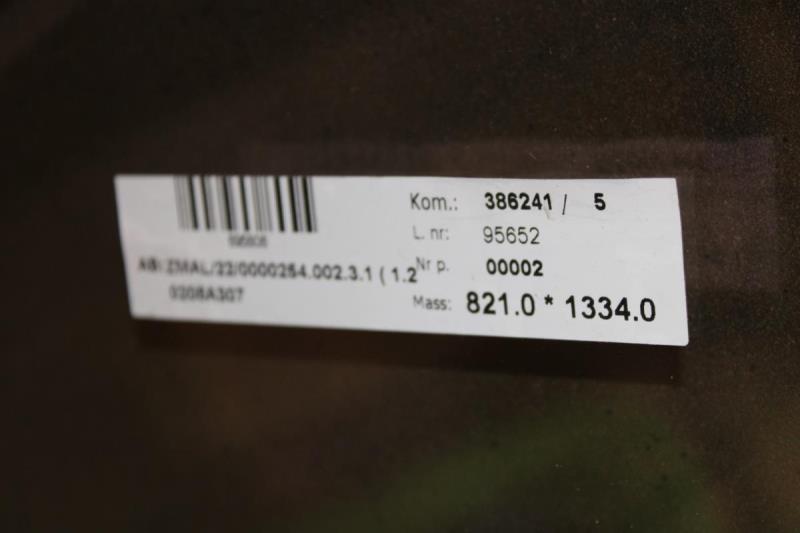 Kom.: 386241 / 5
L. nr: 95652
Nr p. 00002
Mass: 821.0 * 1334.0
ZMAL/22/0000254.002.3.1 ( 1.2
0208A307